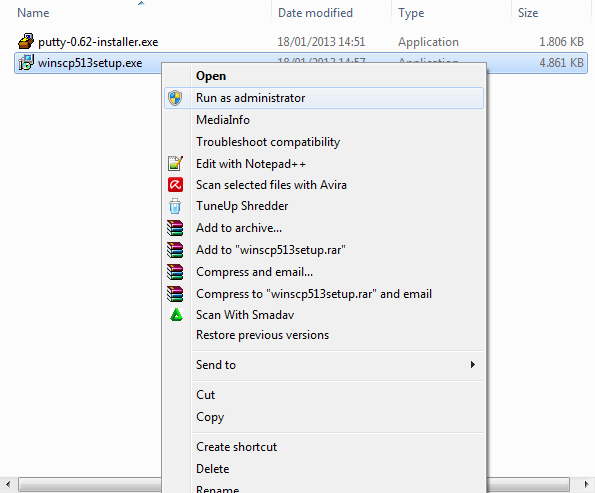 Name Date modified Type Size
putty-0.62-installer.exe 18/01/2013 14:51 Application 1.806 KB
winscp513setup.exe 18/01/2013 14:57 Application 4.861 KB
Open
Run as administrator
MediaInfo
Troubleshoot compatibility
Edit with Notepad++
Scan selected files with Avira
TuneUp Shredder
Add to archive...
Add to "winscp513setup.rar"
Compress and email...
Compress to "winscp513setup.rar" and email
Scan With Smadav
Restore previous versions
Send to
Cut
Copy
Create shortcut
Delete
Rename